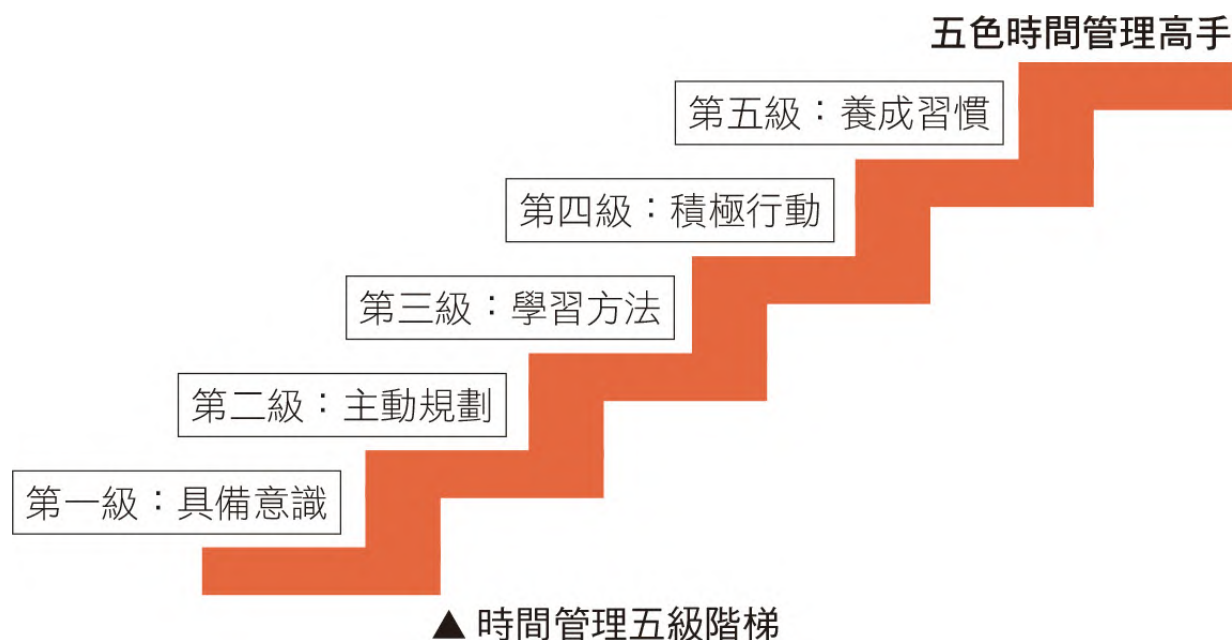 五色時間管理高手
第五級：養成習慣
第四級：積極行動
第三級：學習方法
第二級：主動規劃
第一級：具備意識
▲ 時間管理五級階梯